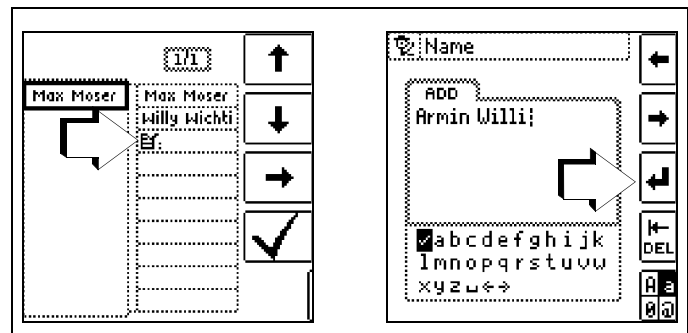 1/1
Max Moser
Max Moser
Willy Wichti
Name
ADD
Armin Willi
abcdefghijk
lmnopqrstuvw
xyz
DEL
A a
0 @